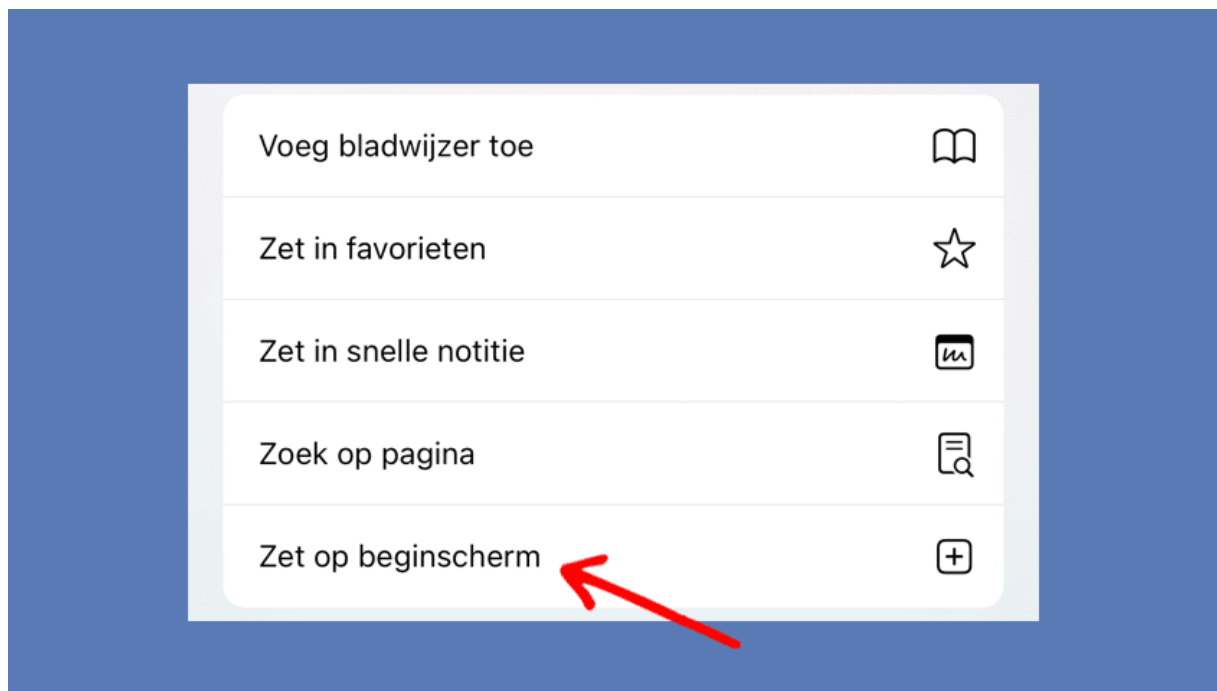 Voeg bladwijzer toe
Zet in favorieten
Zet in snelle notitie
Zoek op pagina
Zet op beginscherm